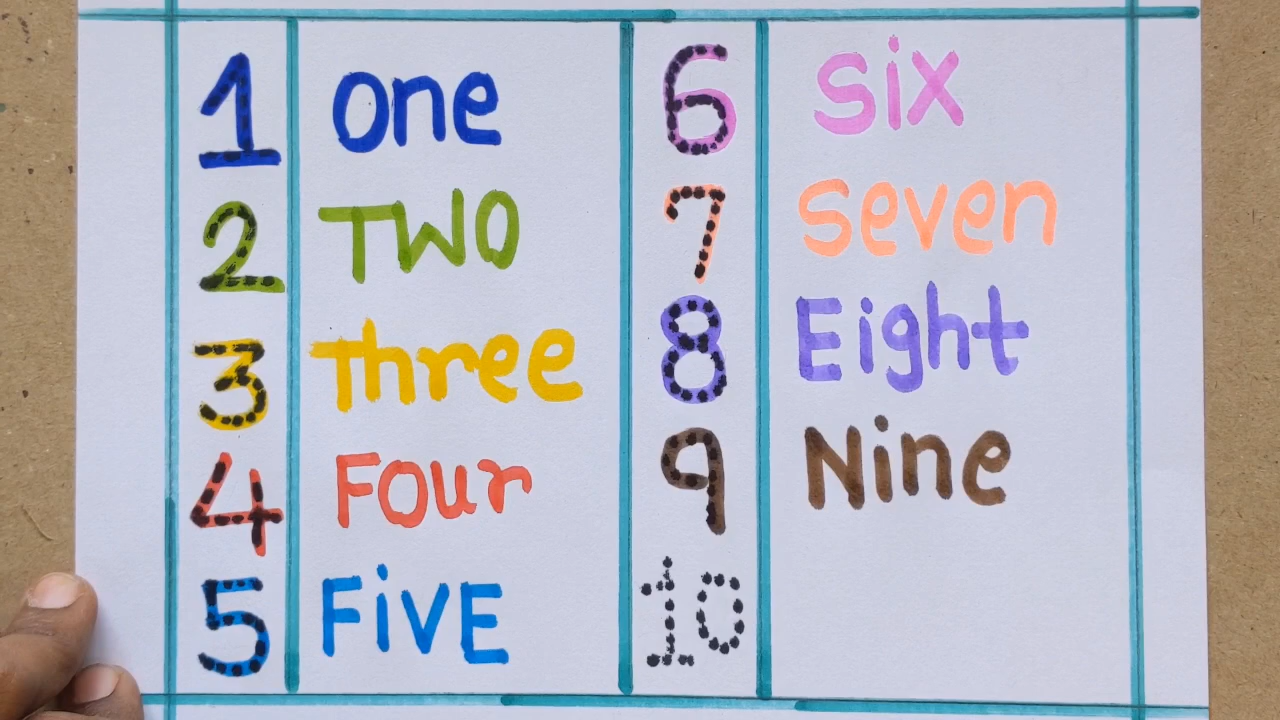 1 one
2 TWO
3 Three
4 Four
5 FiVE
6 six
7 seven
8 Eight
9 Nine
10